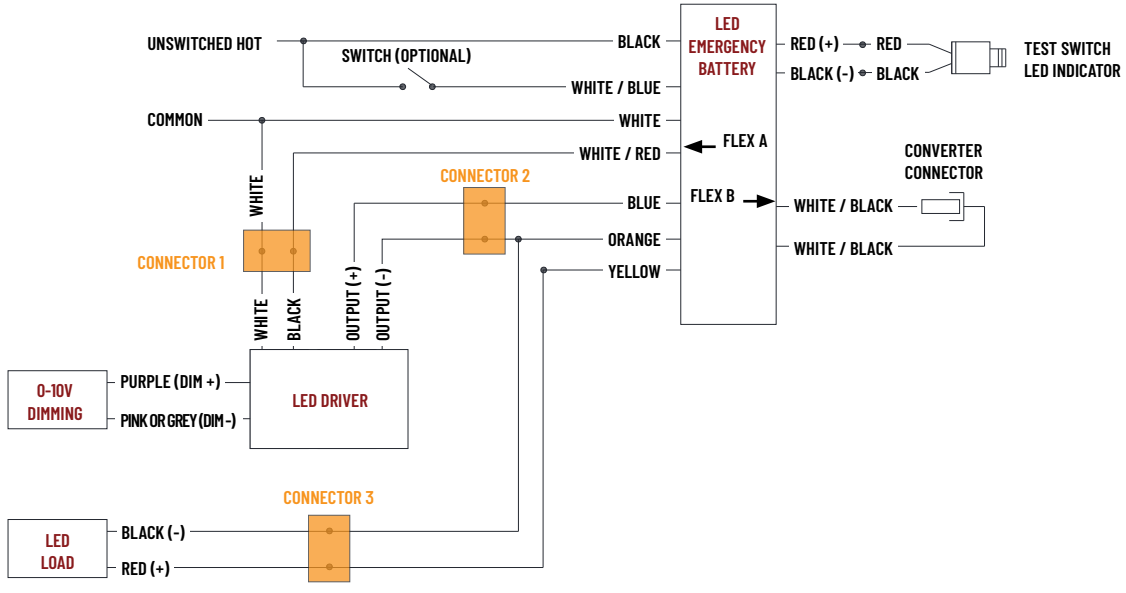 UNSWITCHED HOT
SWITCH (OPTIONAL)
BLACK
WHITE / BLUE
COMMON
WHITE
WHITE / RED
LED
EMERGENCY
BATTERY
FLEX A
FLEX B
RED (+)
RED
BLACK (-)
BLACK
TEST SWITCH
LED INDICATOR
CONVERTER
CONNECTOR
WHITE / BLACK
WHITE / BLACK
CONNECTOR 2
BLUE
ORANGE
YELLOW
WHITE
CONNECTOR 1
WHITE
BLACK
OUTPUT (+)
OUTPUT (-)
0-10V
DIMMING
PURPLE (DIM +)
PINK OR GREY (DIM -)
LED DRIVER
CONNECTOR 3
LED
LOAD
BLACK (-)
RED (+)